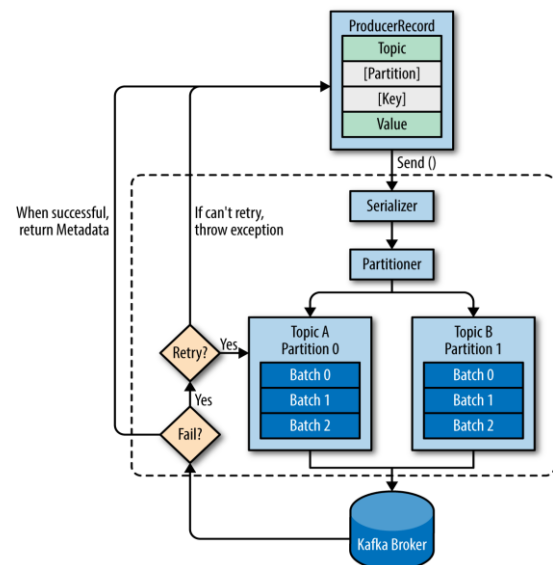 ProducerRecord
Topic
[Partition]
[Key]
Value
Send ()
When successful,
return Metadata
If can't retry,
throw exception
Serializer
Partitioner
Topic A
Partition 0
Batch 0
Batch 1
Batch 2
Topic B
Partition 1
Batch 0
Batch 1
Batch 2
Retry?
Yes
Yes
Fail?
Kafka Broker